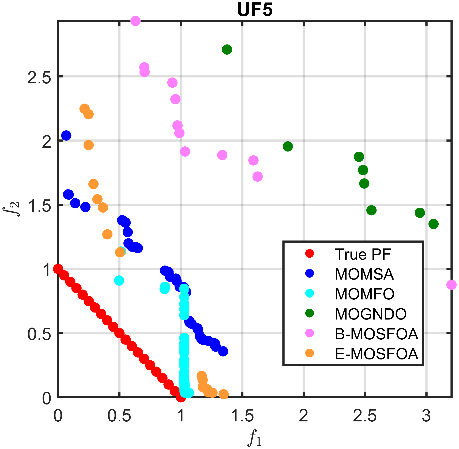 UF5
2.5
2
1.5
1
0.5
0
f2
True PF
MOMSA
MOMFO
MOGNDO
B-MOSFOA
E-MOSFOA
0 0.5 1 1.5 2 2.5 3
f1